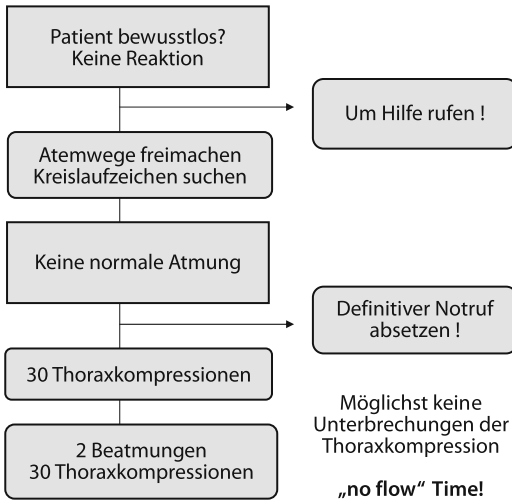 Patient bewusstlos?
Keine Reaktion
Um Hilfe rufen !
Atemwege freimachen
Kreislaufzeichen suchen
Keine normale Atmung
Definitiver Notruf
absetzen !
30 Thoraxkompressionen
2 Beatmungen
30 Thoraxkompressionen
Möglichst keine
Unterbrechungen der
Thoraxkompression
„no flow“ Time!